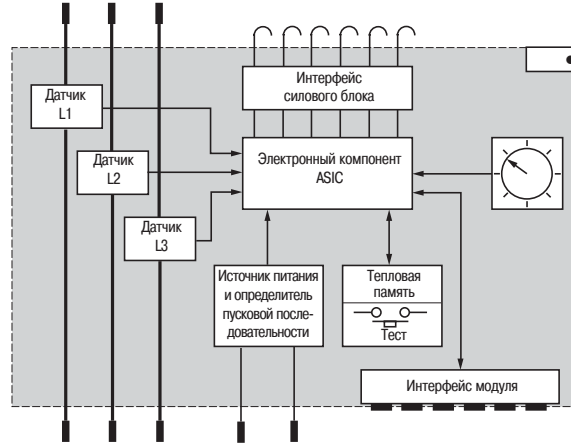 Интерфейс
силового блока
Датчик
L1
Электронный компонент
ASIC
Датчик
L2
Датчик
L3
Источник питания
и определитель
пусковой после-
довательности
Тепловая
память
Тест
Интерфейс модуля